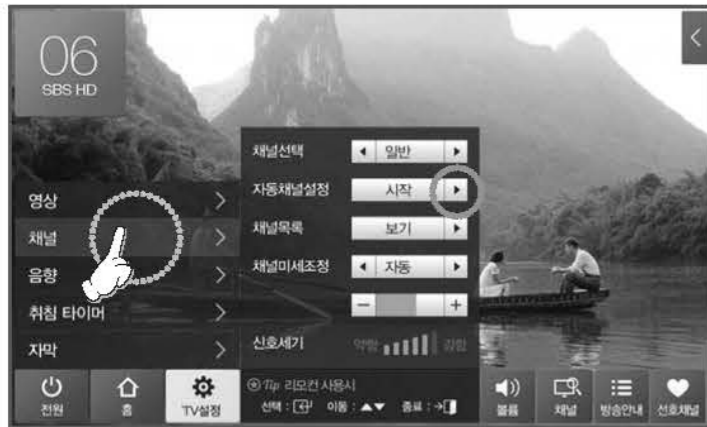 06
SBS HD
영상
채널
음향
취침 타이머
자막
채널선택
일반
자동채널설정
시작
채널목록
보기
채널미세조정
자동
신호세기
약함
강함
Tip 리모컨 사용시
선택 : 이동 : ▲▼ 종료 :
전원
홈
TV설정
볼륨
채널
방송안내
선호채널